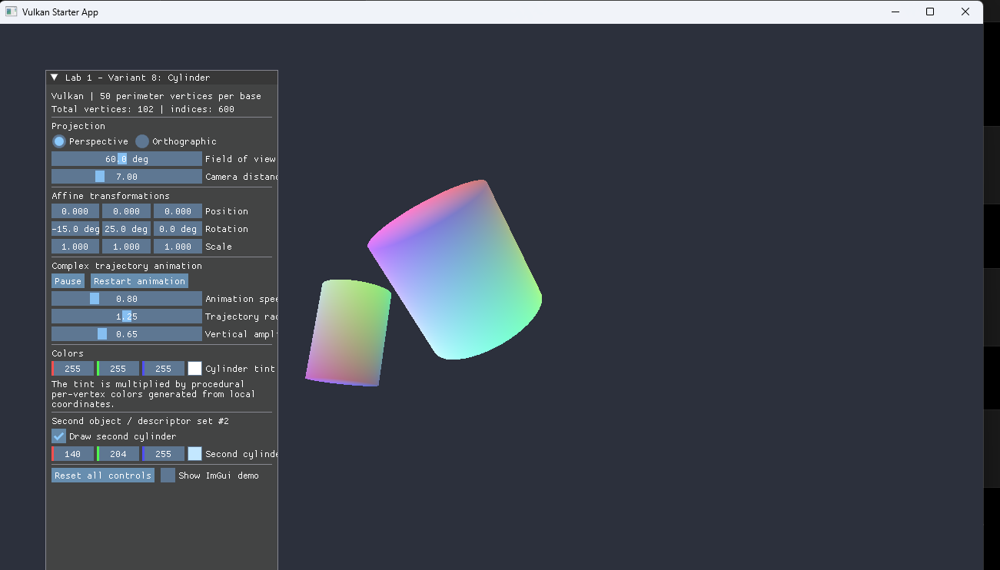 Vulkan Starter App
Lab 1 - Variant 8: Cylinder
Vulkan | 50 perimeter vertices per base
Total vertices: 102 | indices: 600
Projection
Perspective Orthographic
60.0 deg Field of view
7.00 Camera distanc
Affine transformations
0.000 0.000 0.000 Position
-15.0 deg 25.0 deg 0.0 deg Rotation
1.000 1.000 1.000 Scale
Complex trajectory animation
Pause Restart animation
0.80 Animation spee
1.25 Trajectory rad
0.65 Vertical ampli
Colors
255 255 255 Cylinder tint
The tint is multiplied by procedural
per-vertex colors generated from local
coordinates.
Second object / descriptor set #2
Draw second cylinder
140 204 255 Second cylinde
Reset all controls Show ImGui demo